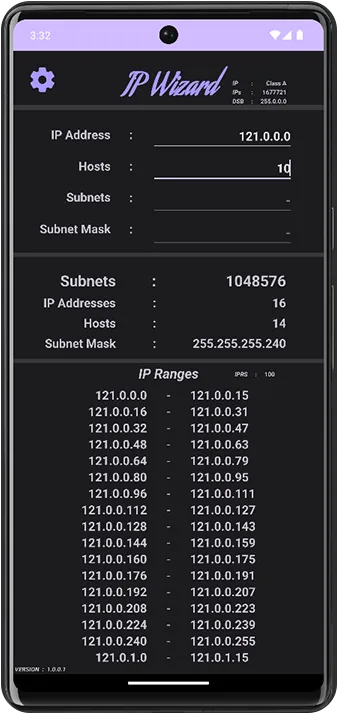 3:32
IP Wizard
IP : Class A
IPs : 1677721
DSB : 255.0.0.0
IP Address : 121.0.0.0
Hosts : 10
Subnets : -
Subnet Mask : -
Subnets : 1048576
IP Addresses : 16
Hosts : 14
Subnet Mask : 255.255.255.240
IP Ranges IPRS : 100
121.0.0.0 - 121.0.0.15
121.0.0.16 - 121.0.0.31
121.0.0.32 - 121.0.0.47
121.0.0.48 - 121.0.0.63
121.0.0.64 - 121.0.0.79
121.0.0.80 - 121.0.0.95
121.0.0.96 - 121.0.0.111
121.0.0.112 - 121.0.0.127
121.0.0.128 - 121.0.0.143
121.0.0.144 - 121.0.0.159
121.0.0.160 - 121.0.0.175
121.0.0.176 - 121.0.0.191
121.0.0.192 - 121.0.0.207
121.0.0.208 - 121.0.0.223
121.0.0.224 - 121.0.0.239
121.0.0.240 - 121.0.0.255
121.0.1.0 - 121.0.1.15
VERSION : 1.0.0.1